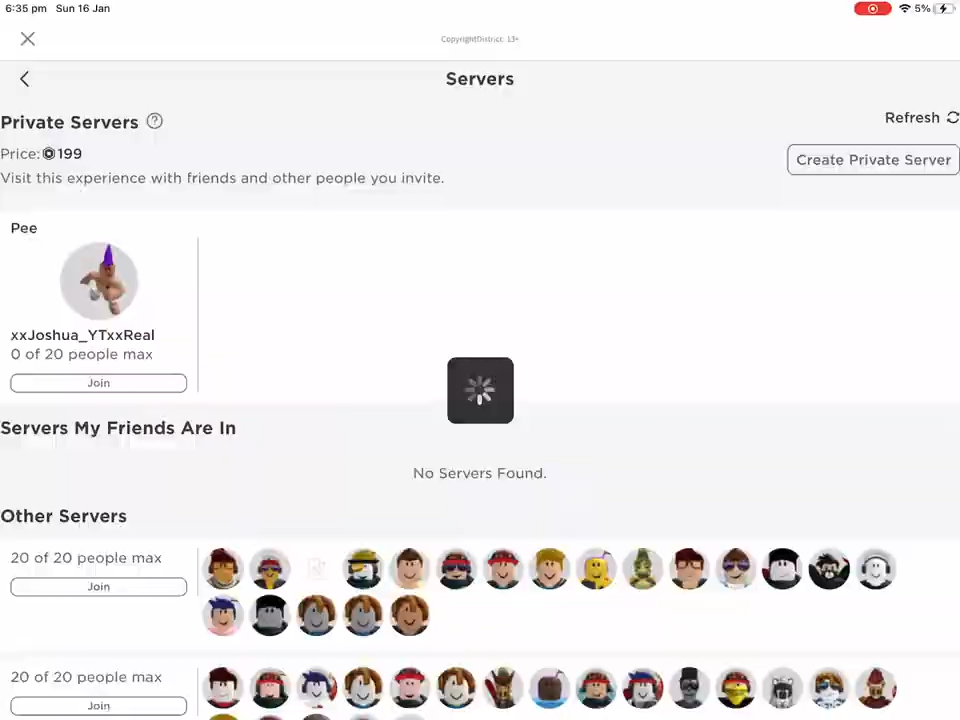 6:35 pm Sun 16 Jan
5%
CopyrightDistrict: 13+
Servers
Private Servers
Refresh
Price: 199
Create Private Server
Visit this experience with friends and other people you invite.
Pee
xxJoshua_YTxxReal
0 of 20 people max
Join
Servers My Friends Are In
No Servers Found.
Other Servers
20 of 20 people max
Join
20 of 20 people max
Join